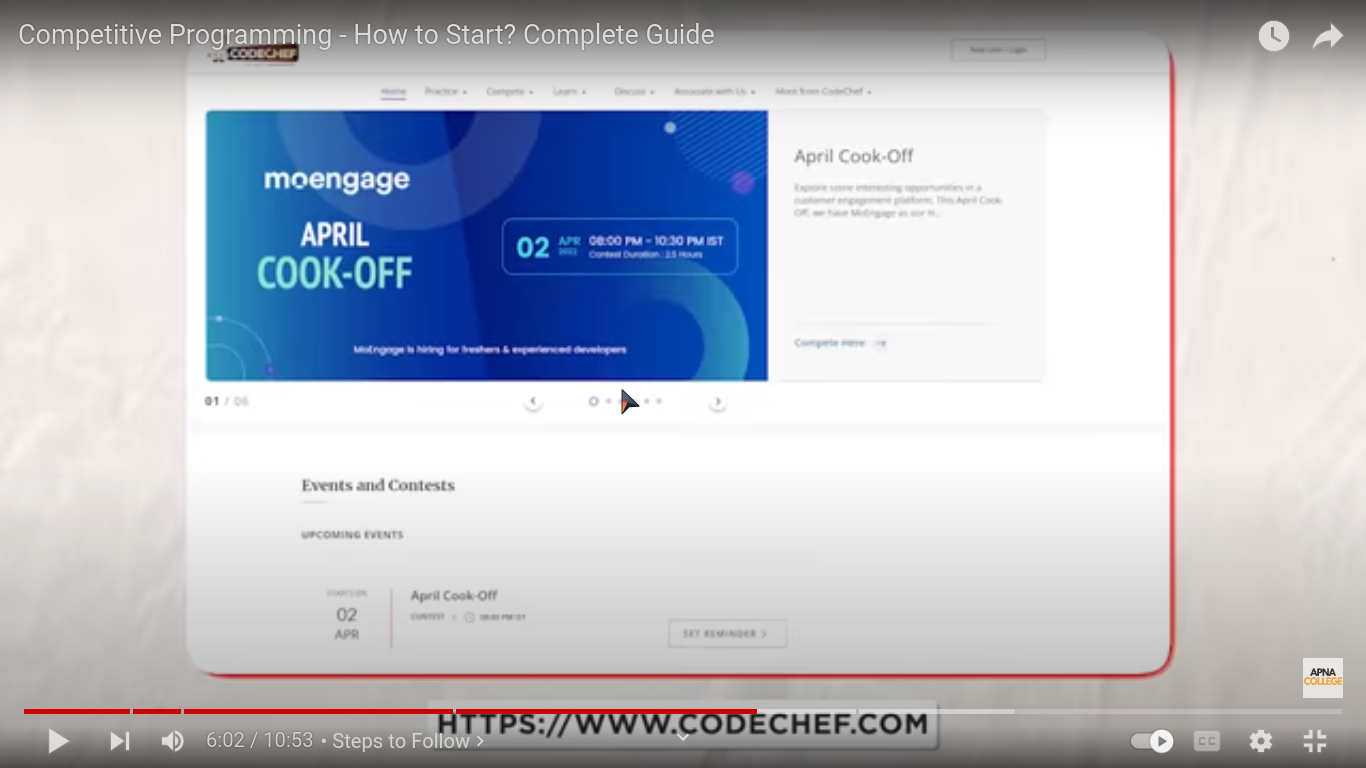 Competitive Programming - How to Start? Complete Guide
CODECHEF
New user? Login
Home Practice Compete Learn Discuss Associate with Us More from CodeChef
moengage
APRIL
COOK-OFF
02 APR 2022 08:00 PM – 10:30 PM IST
Contest Duration : 2.5 Hours
MoEngage is hiring for freshers & experienced developers
April Cook-Off
Explore some interesting opportunities in a
customer engagement platform. This April Cook-
Off, we have MoEngage as our H...
Compete Here →
01 / 06
Events and Contests
UPCOMING EVENTS
STARTS ON
02
APR
April Cook-Off
CONTEST | 08:00 PM IST
SET REMINDER >
APNA
COLLEGE
HTTPS://WWW.CODECHEF.COM
6:02 / 10:53 • Steps to Follow >
CC